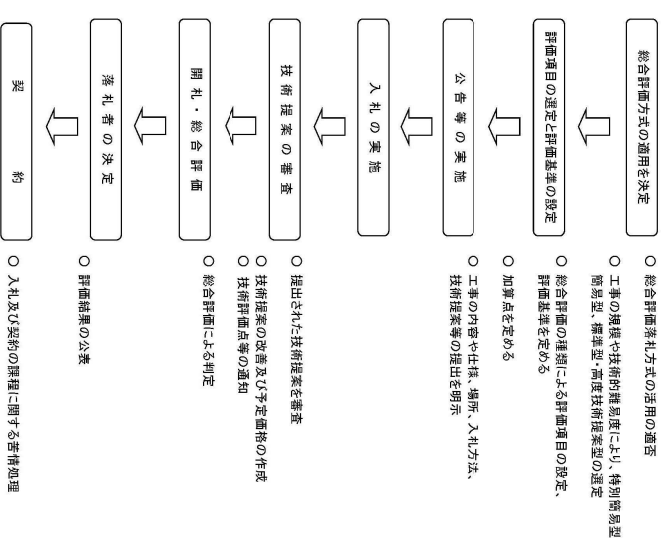 総合評価方式の適用を決定
○ 総合評価落札方式の活用の適否
○ 工事の規模や技術的難易度により、特別簡易型
簡易型、標準型・高度技術提案型の選定
評価項目の選定と評価基準の設定
○ 総合評価の種類による評価項目の設定、
評価基準を定める
○ 加算点を定める
公告等の実施
○ 工事の内容や仕様、場所、入札方法、
技術提案等の提出を明示
入札の実施
技術提案の審査
○ 提出された技術提案を審査
○ 技術提案の改善及び予定価格の作成
○ 技術評価点等の通知
開札・総合評価
○ 総合評価による判定
落札者の決定
○ 評価結果の公表
契約
○ 入札及び契約の課程に関する苦情処理